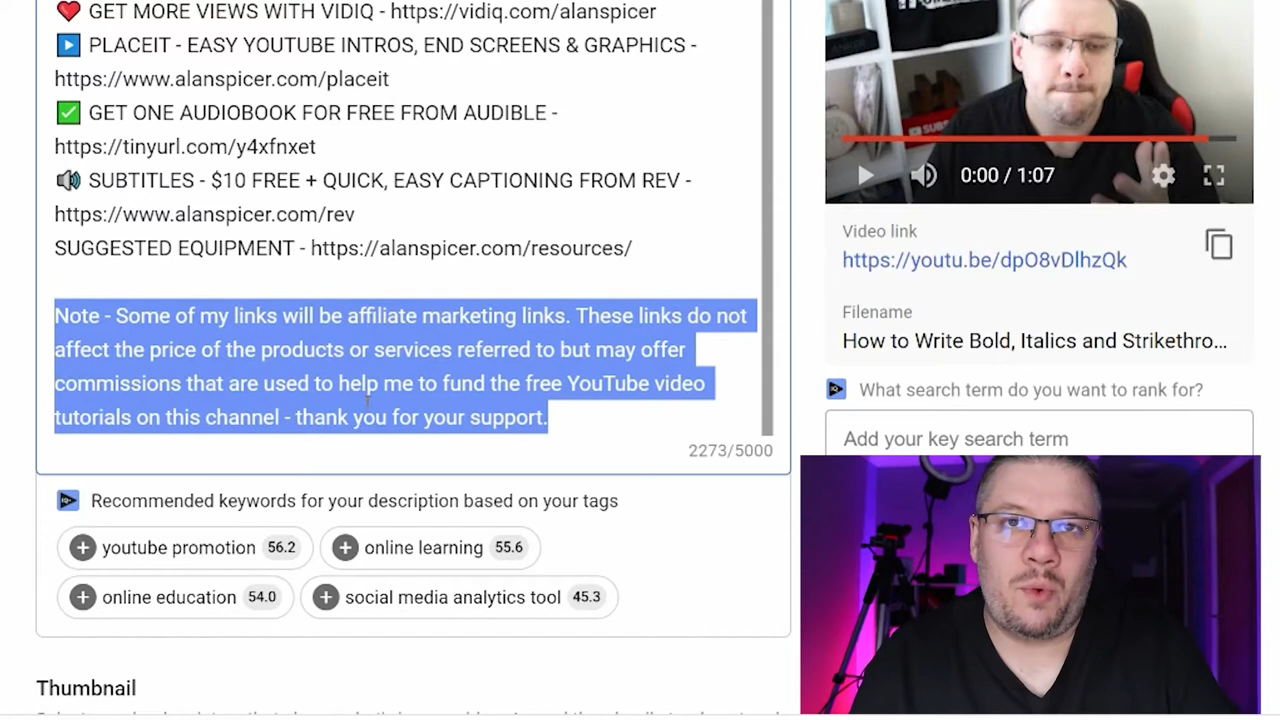 GET MORE VIEWS WITH VIDIQ - https://vidiq.com/alanspicer
PLACEIT - EASY YOUTUBE INTROS, END SCREENS & GRAPHICS -
https://www.alanspicer.com/placeit
GET ONE AUDIOBOOK FOR FREE FROM AUDIBLE -
https://tinyurl.com/y4xfnxet
SUBTITLES - $10 FREE + QUICK, EASY CAPTIONING FROM REV -
https://www.alanspicer.com/rev
SUGGESTED EQUIPMENT - https://alanspicer.com/resources/
Note - Some of my links will be affiliate marketing links. These links do not
affect the price of the products or services referred to but may offer
commissions that are used to help me to fund the free YouTube video
tutorials on this channel - thank you for your support.
2273/5000
Recommended keywords for your description based on your tags
youtube promotion 56.2
online learning 55.6
online education 54.0
social media analytics tool 45.3
Thumbnail
0:00 / 1:07
Video link
https://youtu.be/dpO8vDlhzQk
Filename
How to Write Bold, Italics and Strikethro...
What search term do you want to rank for?
Add your key search term